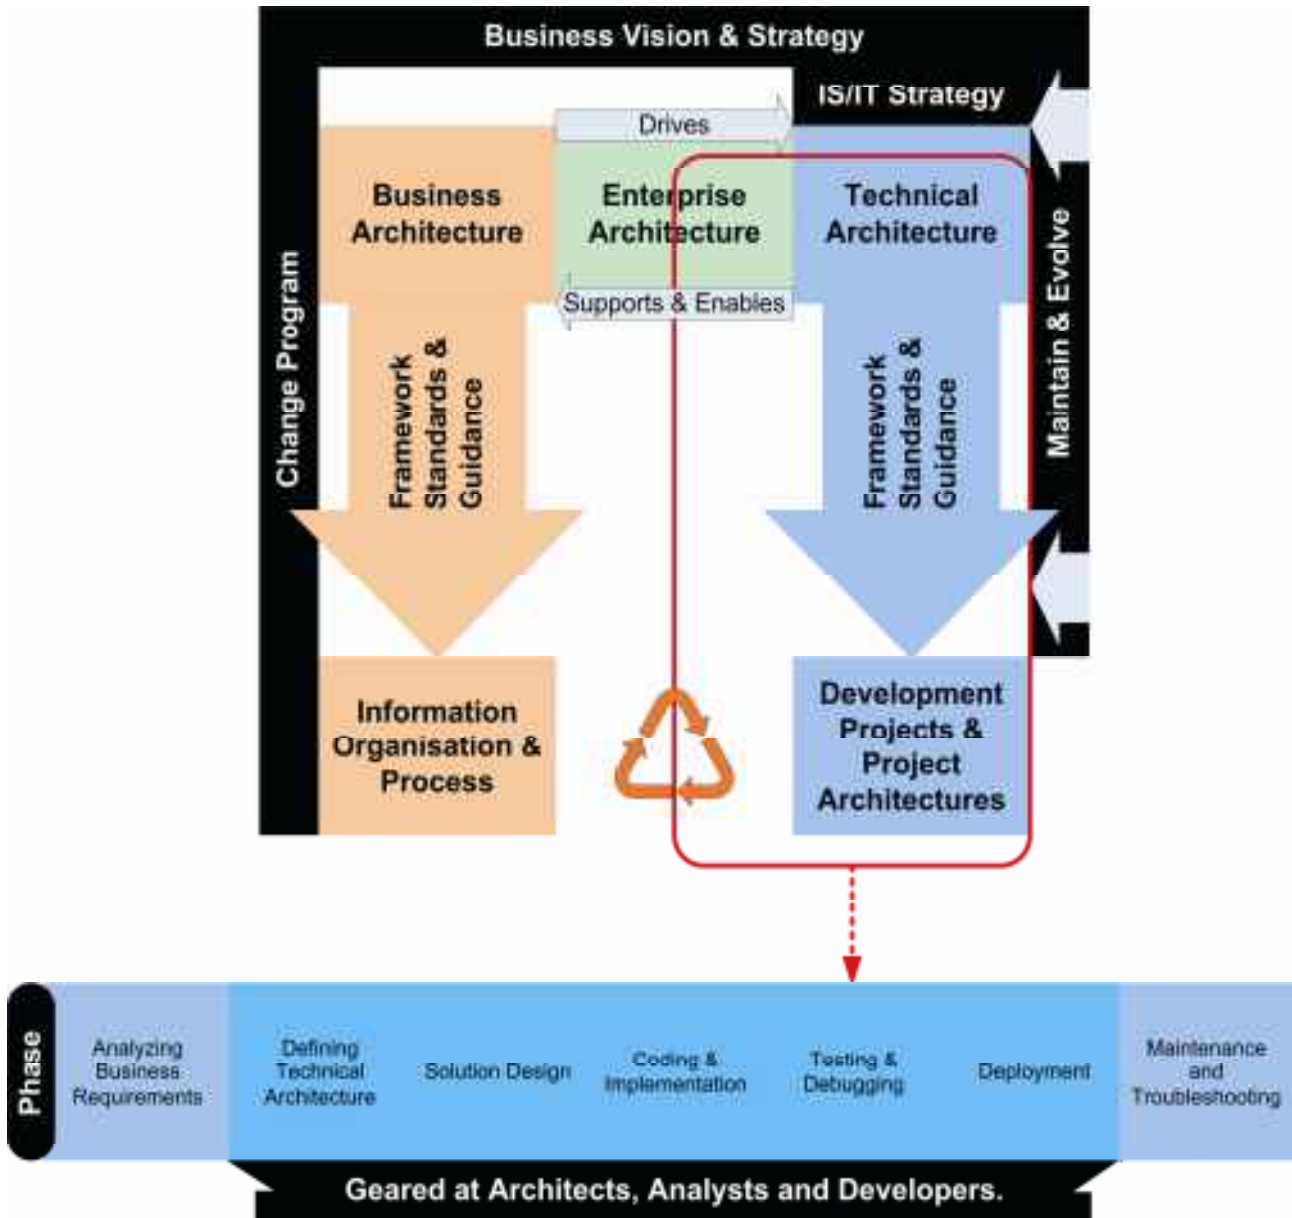 Business Vision & Strategy
IS/IT Strategy
Drives
Business
Architecture
Enterprise
Architecture
Technical
Architecture
Supports & Enables
Change Program
Framework
Standards &
Guidance
Framework
Standards &
Guidance
Maintain & Evolve
Information
Organisation &
Process
Development
Projects &
Project
Architectures
Phase
Analyzing
Business
Requirements
Defining
Technical
Architecture
Solution Design
Coding &
Implementation
Testing &
Debugging
Deployment
Maintenance
and
Troubleshooting
Geared at Architects, Analysts and Developers.